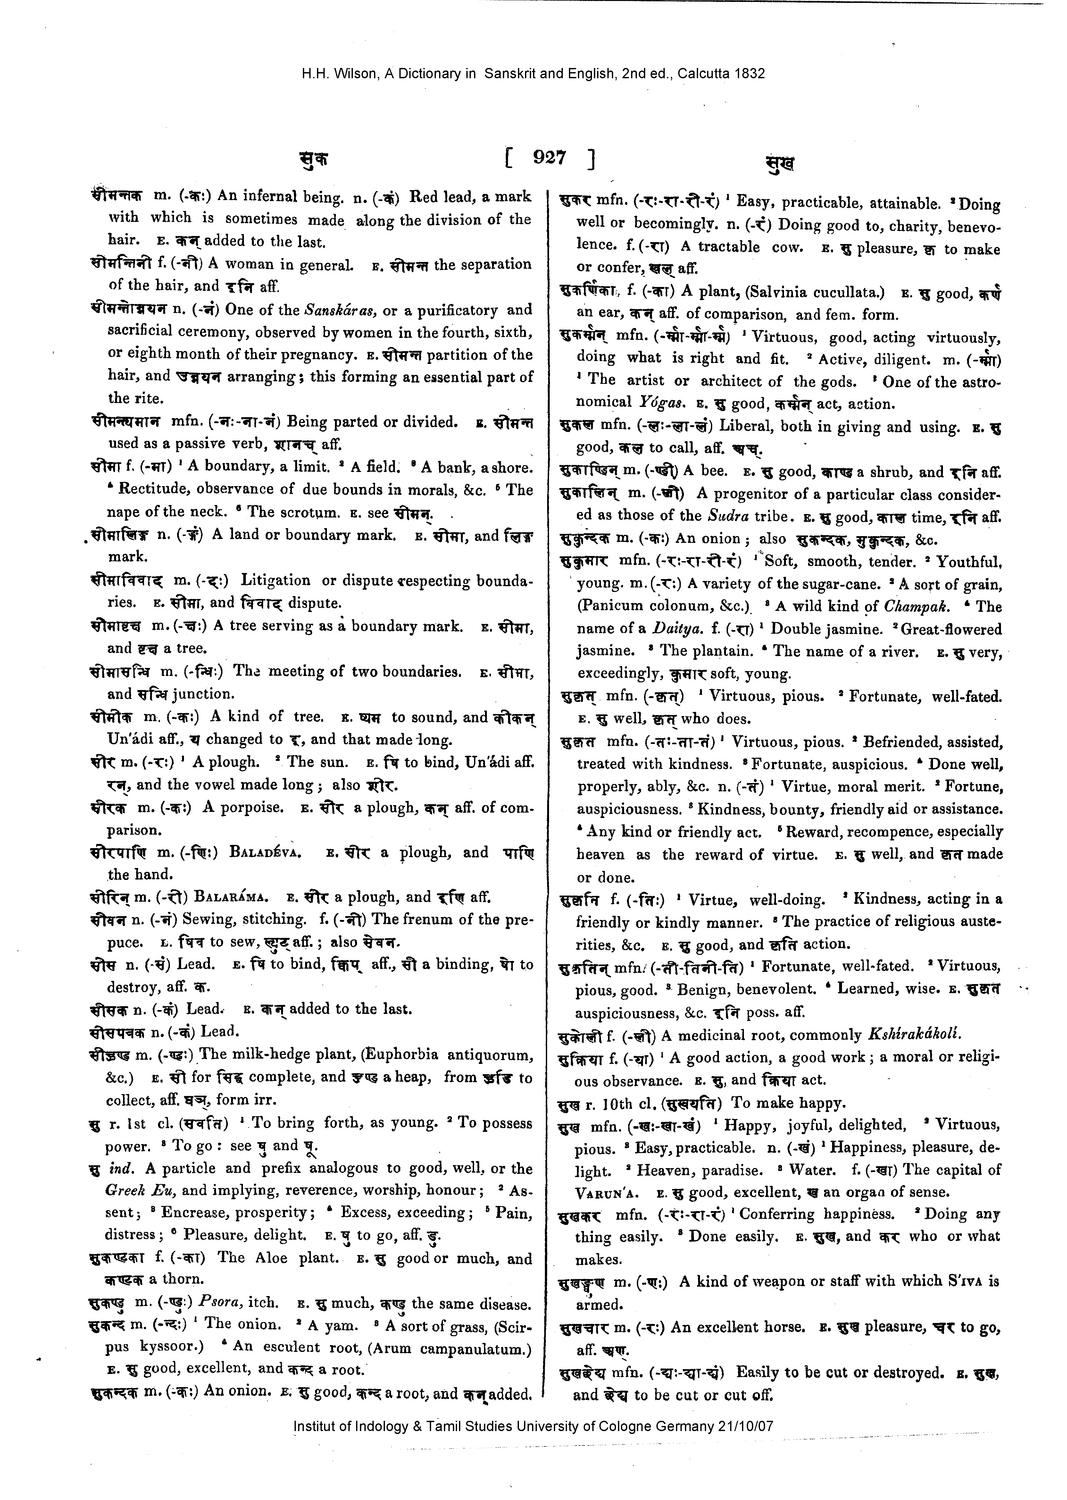 H.H. Wilson, A Dictionary in Sanskrit and English, 2nd ed., Calcutta 1832
सुक
[ 927 ]
सुख
सीमन्तक m. (-कः) An infernal being. n. (-कं) Red lead, a mark
with which is sometimes made along the division of the
hair. E. कन् added to the last.
सीमन्तिनी f. (-नी) A woman in general. E. सीमन्त the separation
of the hair, and इनि aff.
सीमन्तोन्नयन n. (-नं) One of the Sanskáras, or a purificatory and
sacrificial ceremony, observed by women in the fourth, sixth,
or eighth month of their pregnancy. E. सीमन्त partition of the
hair, and उन्नयन arranging; this forming an essential part of
the rite.
सीमन्त्यमान mfn. (-नः-ना-नं) Being parted or divided. E. सीमन्त
used as a passive verb, शानच् aff.
सीमा f. (-मा) ¹ A boundary, a limit. ² A field. ³ A bank, a shore.
⁴ Rectitude, observance of due bounds in morals, &c. ⁵ The
nape of the neck. ⁶ The scrotum. E. see सीमन्.
सीमालिङ्ग n. (-ङ्गं) A land or boundary mark. E. सीमा, and लिङ्ग
mark.
सीमाविवाद m. (-दः) Litigation or dispute respecting bounda-
ries. E. सीमा, and विवाद dispute.
सीमावृक्ष m. (-क्षः) A tree serving as a boundary mark. E. सीमा,
and वृक्ष a tree.
सीमासन्धि m. (-न्धिः) The meeting of two boundaries. E. सीमा,
and सन्धि junction.
सीमीक m. (-कः) A kind of tree. E. स्यम to sound, and कीकन्
Un'ádi aff., य changed to इ, and that made long.
सीर m. (-रः) ¹ A plough. ² The sun. E. षि to bind, Un'ádi aff.
रन्, and the vowel made long; also शीर.
सीरक m. (-कः) A porpoise. E. सीर a plough, कन् aff. of com-
parison.
सीरपाणि m. (-णिः) BALADÉVA. E. सीर a plough, and पाणि
the hand.
सीरिन् m. (-री) BALARÁMA. E. सीर a plough, and इणि aff.
सीवन n. (-नं) Sewing, stitching. f. (-नी) The frenum of the pre-
puce. E. षिव to sew, ल्युट् aff.; also सेवन.
सीस n. (-सं) Lead. E. षि to bind, क्विप् aff., सी a binding, षो to
destroy, aff. क.
सीसक n. (-कं) Lead. E. कन् added to the last.
सीसपत्रक n. (-कं) Lead.
सीहुण्ड m. (-ण्डः) The milk-hedge plant, (Euphorbia antiquorum,
&c.) E. सी for सिद्ध complete, and हुण्ड a heap, from हुडि to
collect, aff. घञ्, form irr.
सु r. 1st cl. (सवति) ¹ To bring forth, as young. ² To possess
power. ³ To go: see षु and षू.
सु ind. A particle and prefix analogous to good, well, or the
Greek Eu, and implying, reverence, worship, honour; ² As-
sent; ³ Encrease, prosperity; ⁴ Excess, exceeding; ⁵ Pain,
distress; ⁶ Pleasure, delight. E. षु to go, aff. डु.
सुकण्टका f. (-का) The Aloe plant. E. सु good or much, and
कण्टक a thorn.
सुकण्डु m. (-ण्डुः) Psora, itch. E. सु much, कण्डु the same disease.
सुकन्द m. (-न्दः) ¹ The onion. ² A yam. ³ A sort of grass, (Scir-
pus kyssoor.) ⁴ An esculent root, (Arum campanulatum.)
E. सु good, excellent, and कन्द a root.
सुकन्दक m. (-कः) An onion. E. सु good, कन्द a root, and कन् added.
सुकर mfn. (-रः-रा-री-रं) ¹ Easy, practicable, attainable. ² Doing
well or becomingly. n. (-रं) Doing good to, charity, benevo-
lence. f. (-रा) A tractable cow. E. सु pleasure, कृ to make
or confer, खल् aff.
सुकर्णिका, f. (-का) A plant, (Salvinia cucullata.) E. सु good, कर्ण
an ear, कन् aff. of comparison, and fem. form.
सुकर्म्मन् mfn. (-र्म्मा-र्म्मा-र्म्म) ¹ Virtuous, good, acting virtuously,
doing what is right and fit. ² Active, diligent. m. (-र्म्मा)
¹ The artist or architect of the gods. ² One of the astro-
nomical Yógas. E. सु good, कर्म्मन् act, action.
सुकल mfn. (-लः-ला-लं) Liberal, both in giving and using. E. सु
good, कल to call, aff. अच्.
सुकाण्डिन् m. (-ण्डी) A bee. E. सु good, काण्ड a shrub, and इनि aff.
सुकालिन् m. (-ली) A progenitor of a particular class consider-
ed as those of the Sudra tribe. E. सु good, काल time, इनि aff.
सुकुन्दक m. (-कः) An onion; also सुकन्दक, मुकुन्दक, &c.
सुकुमार mfn. (-रः-रा-री-रं) ¹ Soft, smooth, tender. ² Youthful,
young. m. (-रः) A variety of the sugar-cane. ² A sort of grain,
(Panicum colonum, &c.) ³ A wild kind of Champak. ⁴ The
name of a Daitya. f. (-रा) ¹ Double jasmine. ² Great-flowered
jasmine. ³ The plantain. ⁴ The name of a river. E. सु very,
exceedingly, कुमार soft, young.
सुकृत् mfn. (-कृत्) ¹ Virtuous, pious. ² Fortunate, well-fated.
E. सु well, कृत् who does.
सुकृत mfn. (-तः-ता-तं) ¹ Virtuous, pious. ² Befriended, assisted,
treated with kindness. ³ Fortunate, auspicious. ⁴ Done well,
properly, ably, &c. n. (-तं) ¹ Virtue, moral merit. ² Fortune,
auspiciousness. ³ Kindness, bounty, friendly aid or assistance.
⁴ Any kind or friendly act. ⁵ Reward, recompence, especially
heaven as the reward of virtue. E. सु well, and कृत made
or done.
सुकृति f. (-तिः) ¹ Virtue, well-doing. ² Kindness, acting in a
friendly or kindly manner. ³ The practice of religious auste-
rities, &c. E. सु good, and कृति action.
सुकृतिन् mfn. (-ती-तिनी-ति) ¹ Fortunate, well-fated. ² Virtuous,
pious, good. ³ Benign, benevolent. ⁴ Learned, wise. E. सुकृत
auspiciousness, &c. इनि poss. aff.
सुकोली f. (-ली) A medicinal root, commonly Kshírakákolí.
सुक्रिया f. (-या) ¹ A good action, a good work; a moral or religi-
ous observance. E. सु, and क्रिया act.
सुख r. 10th cl. (सुखयति) To make happy.
सुख mfn. (-खः-खा-खं) ¹ Happy, joyful, delighted, ² Virtuous,
pious. ³ Easy, practicable. n. (-खं) ¹ Happiness, pleasure, de-
light. ² Heaven, paradise. ³ Water. f. (-खा) The capital of
VARUN'A. E. सु good, excellent, ख an organ of sense.
सुखकर mfn. (-रः-रा-रं) ¹ Conferring happiness. ² Doing any
thing easily. ³ Done easily. E. सुख, and कर who or what
makes.
सुखङ्घुण m. (-णः) A kind of weapon or staff with which S'IVA is
armed.
सुखचार m. (-रः) An excellent horse. E. सुख pleasure, चर to go,
aff. अण्.
सुखछेद्य mfn. (-द्यः-द्या-द्यं) Easily to be cut or destroyed. E. सुख,
and छेद्य to be cut or cut off.
Institut of Indology & Tamil Studies University of Cologne Germany 21/10/07